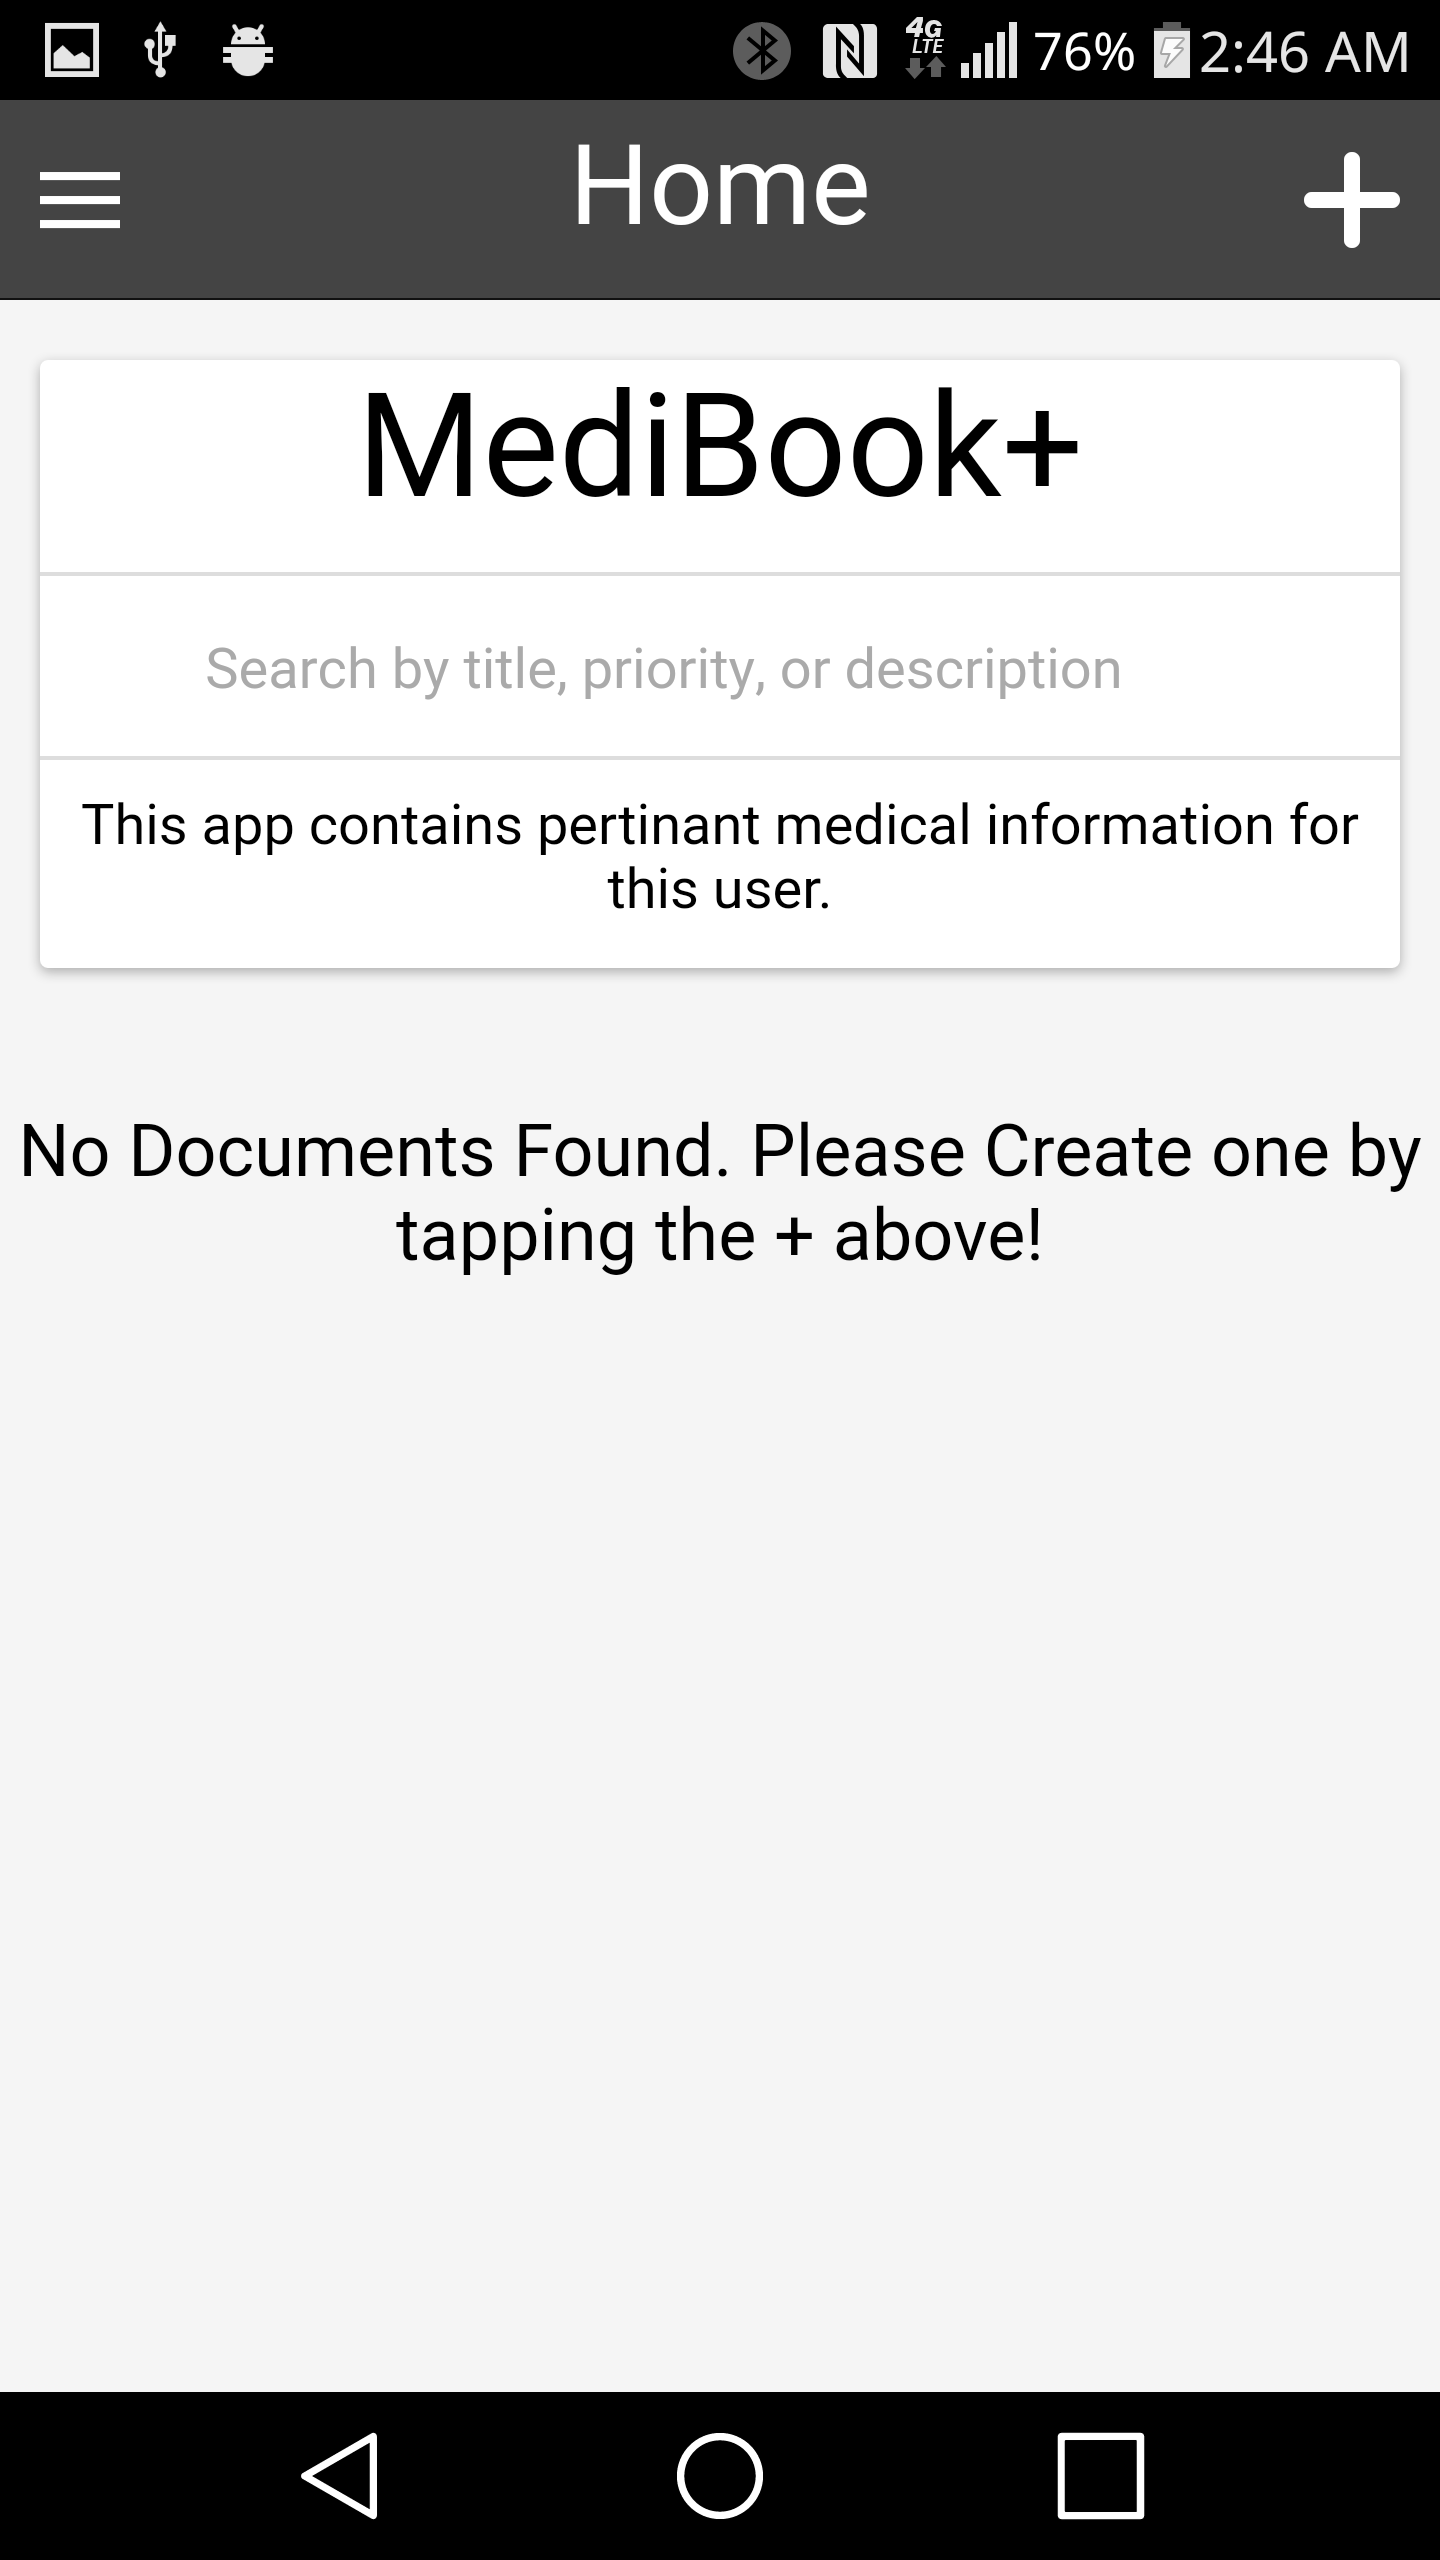 4G LTE 76% 2:46 AM
Home
MediBook+
Search by title, priority, or description
This app contains pertinant medical information for
this user.
No Documents Found. Please Create one by
tapping the + above!